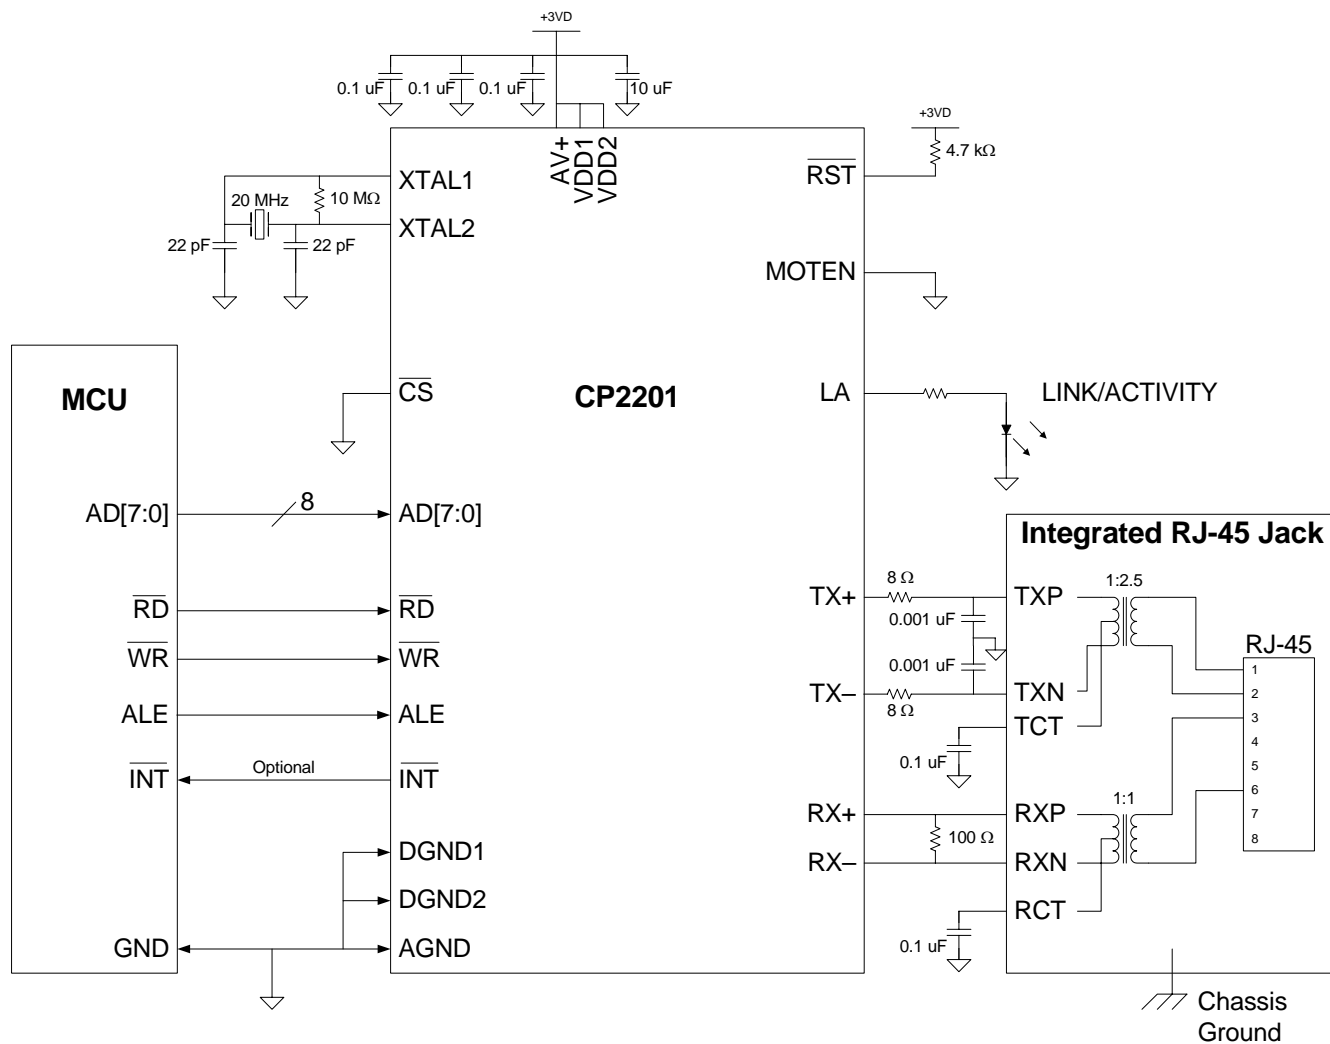 +3VD
0.1 uF
0.1 uF
0.1 uF
10 uF
+3VD
4.7 kΩ
AV+
VDD1
VDD2
RST
XTAL1
20 MHz
10 MΩ
XTAL2
22 pF
22 pF
MOTEN
MCU
CS
CP2201
LA
LINK/ACTIVITY
AD[7:0]
8
AD[7:0]
Integrated RJ-45 Jack
RD
RD
TX+
8 Ω
0.001 uF
TXP
1:2.5
WR
WR
0.001 uF
RJ-45
TX–
8 Ω
TXN
ALE
ALE
TCT
1
2
3
4
5
6
7
8
INT
Optional
INT
0.1 uF
RX+
RXP
1:1
100 Ω
DGND1
RX–
RXN
DGND2
RCT
GND
AGND
0.1 uF
Chassis
Ground